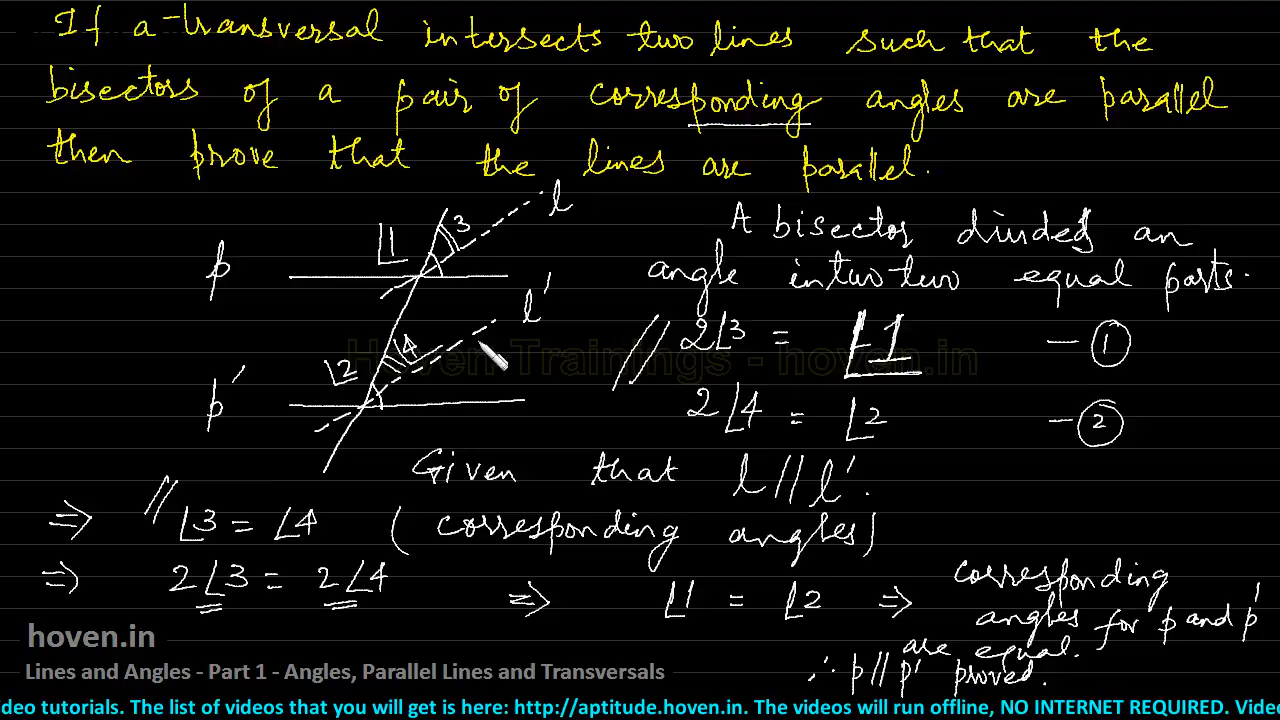 If a transversal intersects two lines such that the
bisectors of a pair of corresponding angles are parallel
then prove that the lines are parallel.
l
3
∠1
p
l'
∠4
∠2
p'
A bisector divided an
angle in two two equal parts.
// 2∠3 = ∠1 - ①
2∠4 = ∠2 - ②
Hoven Trainings - hoven.in
Given that l // l'.
⇒ // ∠3 = ∠4 (corresponding angles)
⇒ 2∠3 = 2∠4 ⇒ ∠1 = ∠2 ⇒ corresponding
angles for p and p'
are equal.
∴ p // p' proved.
hoven.in
Lines and Angles - Part 1 - Angles, Parallel Lines and Transversals
deo tutorials. The list of videos that you will get is here: http://aptitude.hoven.in. The videos will run offline, NO INTERNET REQUIRED. Vide